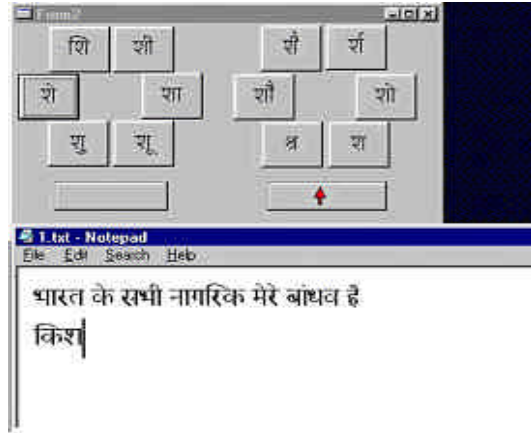 Form2
शि शी शै र्श
शे शा शौ शो
शु शू श्र श
1.txt - Notepad
File Edit Search Help
भारत के सभी नागरिक मेरे बांधव है
किश